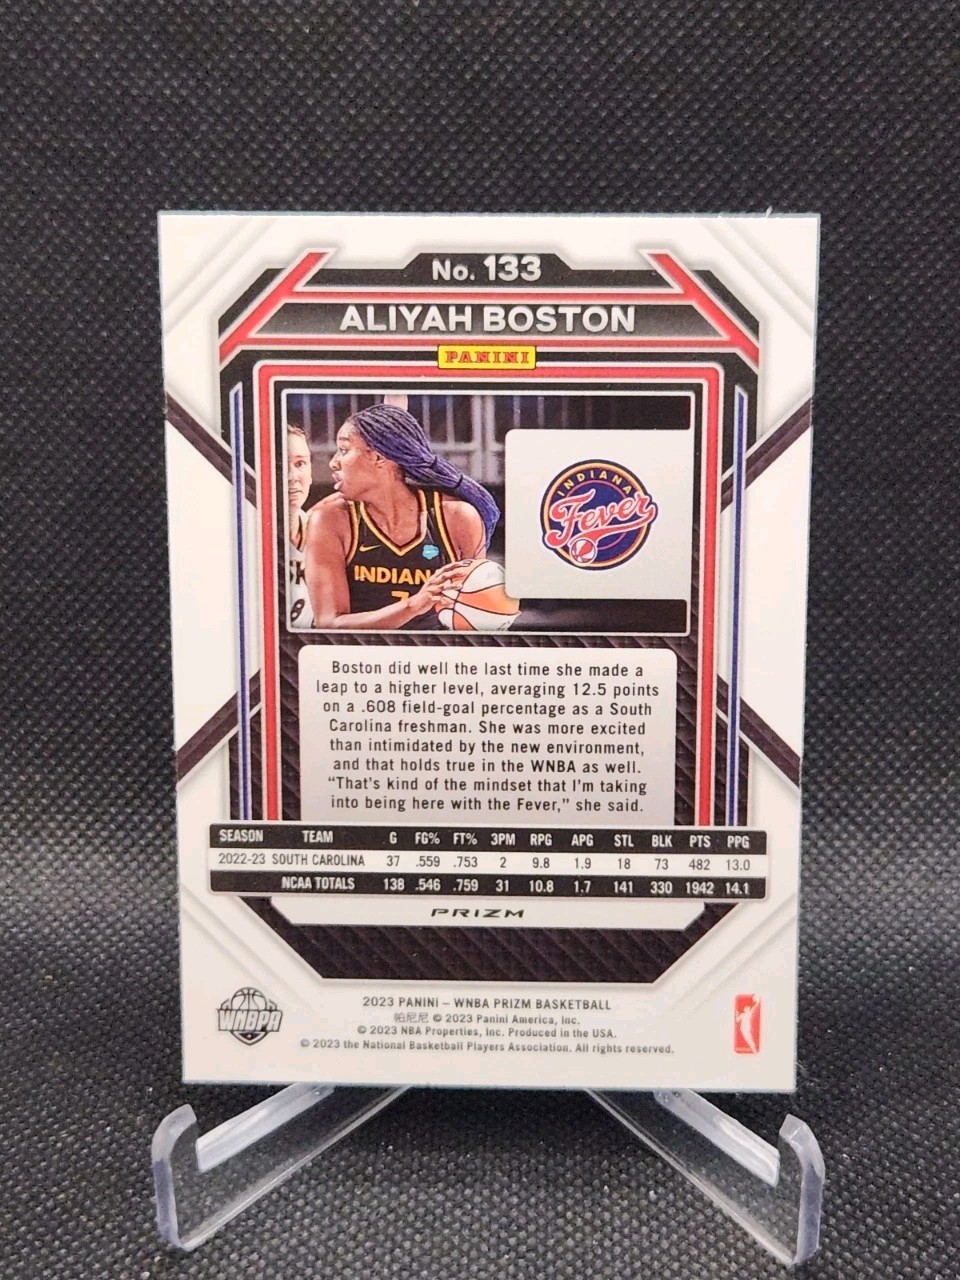 No. 133
ALIYAH BOSTON
PANINI
INDIANA
Fever
INDIAN
7
SK
8
Boston did well the last time she made a
leap to a higher level, averaging 12.5 points
on a .608 field-goal percentage as a South
Carolina freshman. She was more excited
than intimidated by the new environment,
and that holds true in the WNBA as well.
“That's kind of the mindset that I'm taking
into being here with the Fever,” she said.
SEASON TEAM G FG% FT% 3PM RPG APG STL BLK PTS PPG
2022-23 SOUTH CAROLINA 37 .559 .753 2 9.8 1.9 18 73 482 13.0
NCAA TOTALS 138 .546 .759 31 10.8 1.7 141 330 1942 14.1
PRIZM
WNBPA
2023 PANINI – WNBA PRIZM BASKETBALL
帕尼尼 © 2023 Panini America, Inc.
© 2023 NBA Properties, Inc. Produced in the USA.
© 2023 the National Basketball Players Association. All rights reserved.